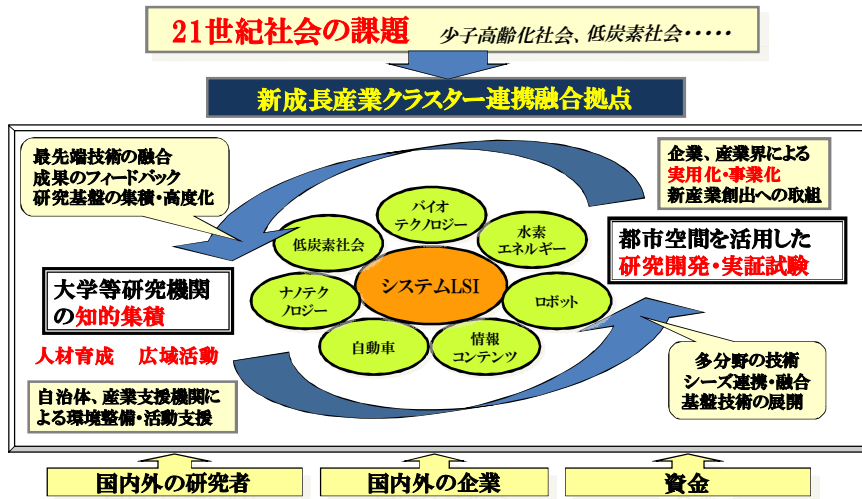 21世紀社会の課題 少子高齢化社会、低炭素社会・・・・・
新成長産業クラスター連携融合拠点
最先端技術の融合
成果のフィードバック
研究基盤の集積・高度化
企業、産業界による
実用化・事業化
新産業創出への取組
バイオ
テクノロジー
水素
エネルギー
低炭素社会
システムLSI
ナノテク
ノロジー
ロボット
自動車
情報
コンテンツ
大学等研究機関
の知的集積
都市空間を活用した
研究開発・実証試験
人材育成 広域活動
自治体、産業支援機関に
よる環境整備・活動支援
多分野の技術
シーズ連携・融合
基盤技術の展開
国内外の研究者
国内外の企業
資金